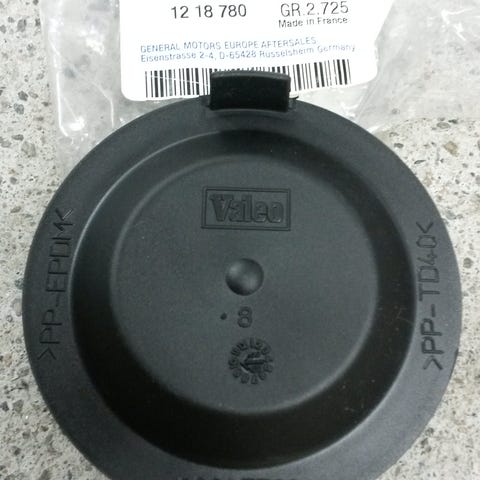 12 18 780 GR.2.725
Made in France
GENERAL MOTORS EUROPE AFTERSALES
Eisenstrasse 2-4, D-65428 Rüsselsheim Germany
Valeo
>PP-EPDM<
>PP-TD40<
8